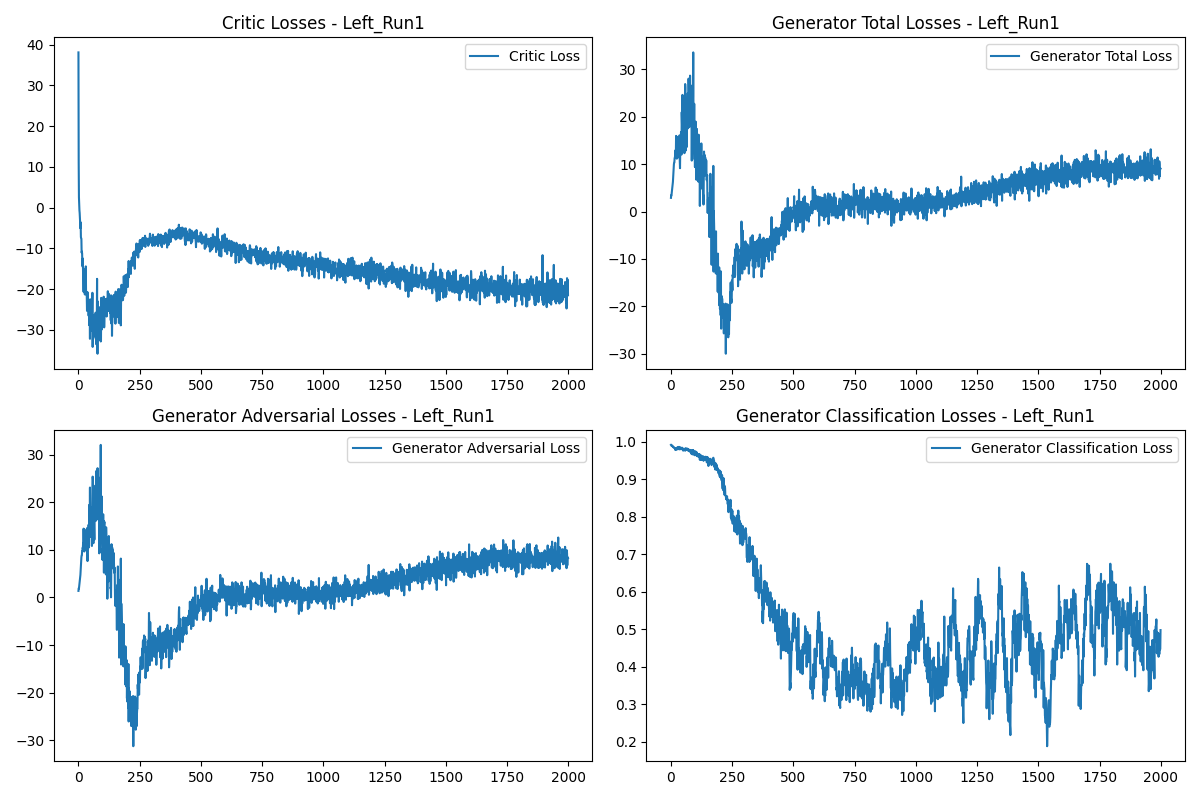 Critic Losses - Left_Run1
Critic Loss
40
30
20
10
0
−10
−20
−30
0 250 500 750 1000 1250 1500 1750 2000
Generator Total Losses - Left_Run1
Generator Total Loss
30
20
10
0
−10
−20
−30
0 250 500 750 1000 1250 1500 1750 2000
Generator Adversarial Losses - Left_Run1
Generator Adversarial Loss
30
20
10
0
−10
−20
−30
0 250 500 750 1000 1250 1500 1750 2000
Generator Classification Losses - Left_Run1
Generator Classification Loss
1.0
0.9
0.8
0.7
0.6
0.5
0.4
0.3
0.2
0 250 500 750 1000 1250 1500 1750 2000